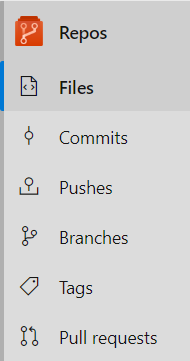 Repos
Files
Commits
Pushes
Branches
Tags
Pull requests